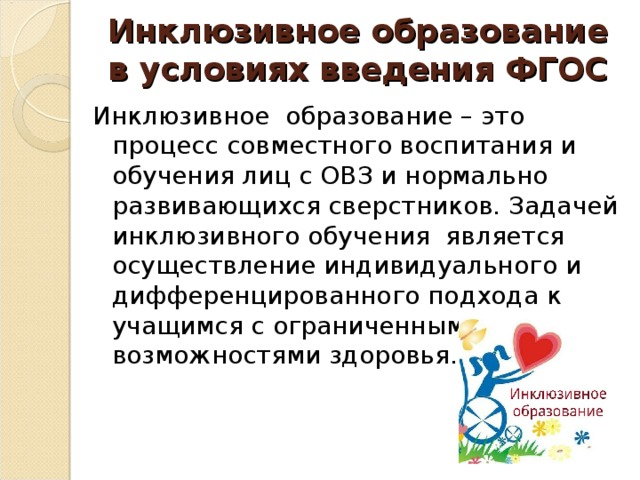 Инклюзивное образование
в условиях введения ФГОС
Инклюзивное образование – это
процесс совместного воспитания и
обучения лиц с ОВЗ и нормально
развивающихся сверстников. Задачей
инклюзивного обучения является
осуществление индивидуального и
дифференцированного подхода к
учащимся с ограниченным
возможностями здоровья.
Инклюзивное
образование